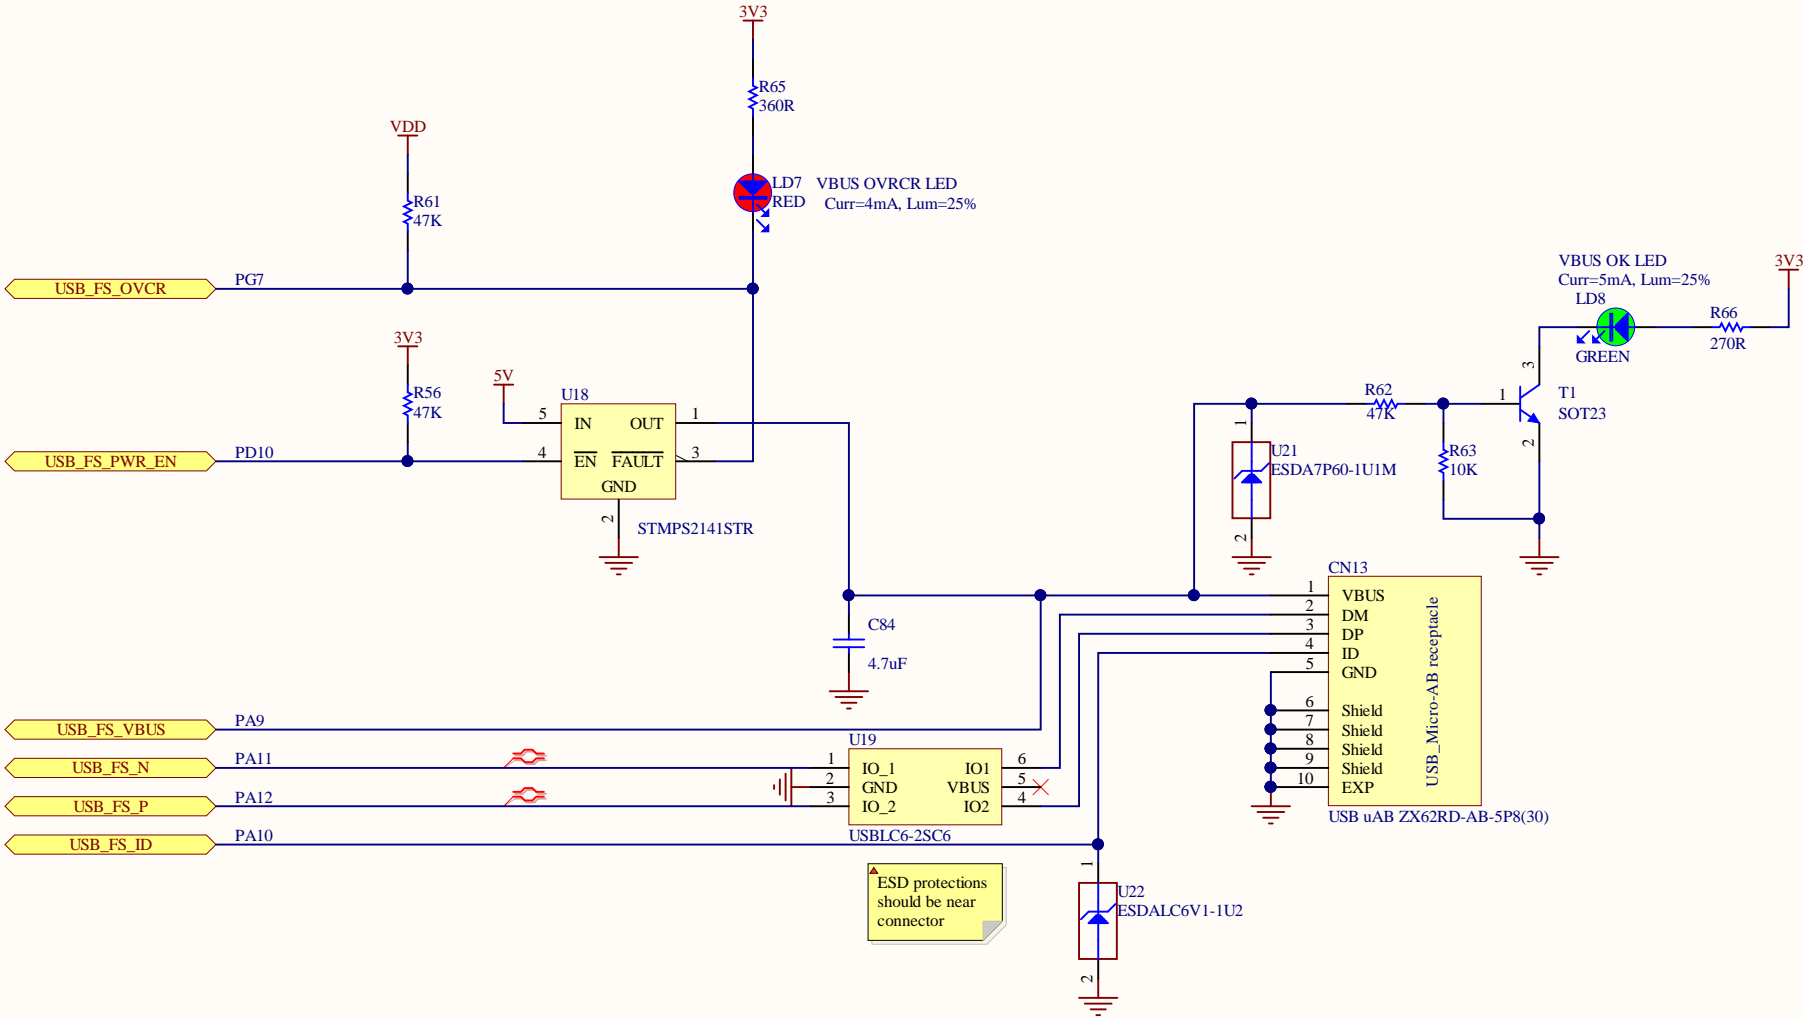 3V3
R65
360R
VDD
LD7
RED
VBUS OVRCR LED
Curr=4mA, Lum=25%
R61
47K
USB_FS_OVCR
PG7
VBUS OK LED
Curr=5mA, Lum=25%
LD8
GREEN
3V3
R66
270R
3V3
R56
47K
5V
U18
5
IN
OUT
1
4
EN
FAULT
3
GND
2
STMPS2141STR
USB_FS_PWR_EN
PD10
R62
47K
1
3
2
T1
SOT23
1
U21
ESDA7P60-1U1M
2
R63
10K
CN13
1
VBUS
2
DM
3
DP
4
ID
5
GND
6
Shield
7
Shield
8
Shield
9
Shield
10
EXP
USB_Micro-AB receptacle
USB uAB ZX62RD-AB-5P8(30)
C84
4.7uF
USB_FS_VBUS
PA9
USB_FS_N
PA11
USB_FS_P
PA12
USB_FS_ID
PA10
U19
1
IO_1
IO1
6
2
GND
VBUS
5
3
IO_2
IO2
4
USBLC6-2SC6
ESD protections
should be near
connector
1
U22
ESDALC6V1-1U2
2